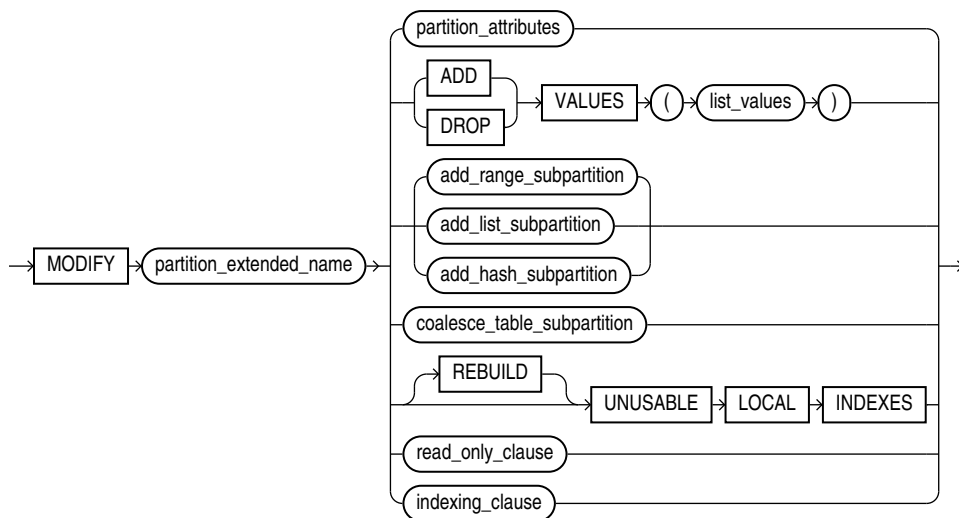 partition_attributes
ADD
VALUES ( list_values )
DROP
add_range_subpartition
add_list_subpartition
MODIFY partition_extended_name
add_hash_subpartition
coalesce_table_subpartition
REBUILD
UNUSABLE LOCAL INDEXES
read_only_clause
indexing_clause